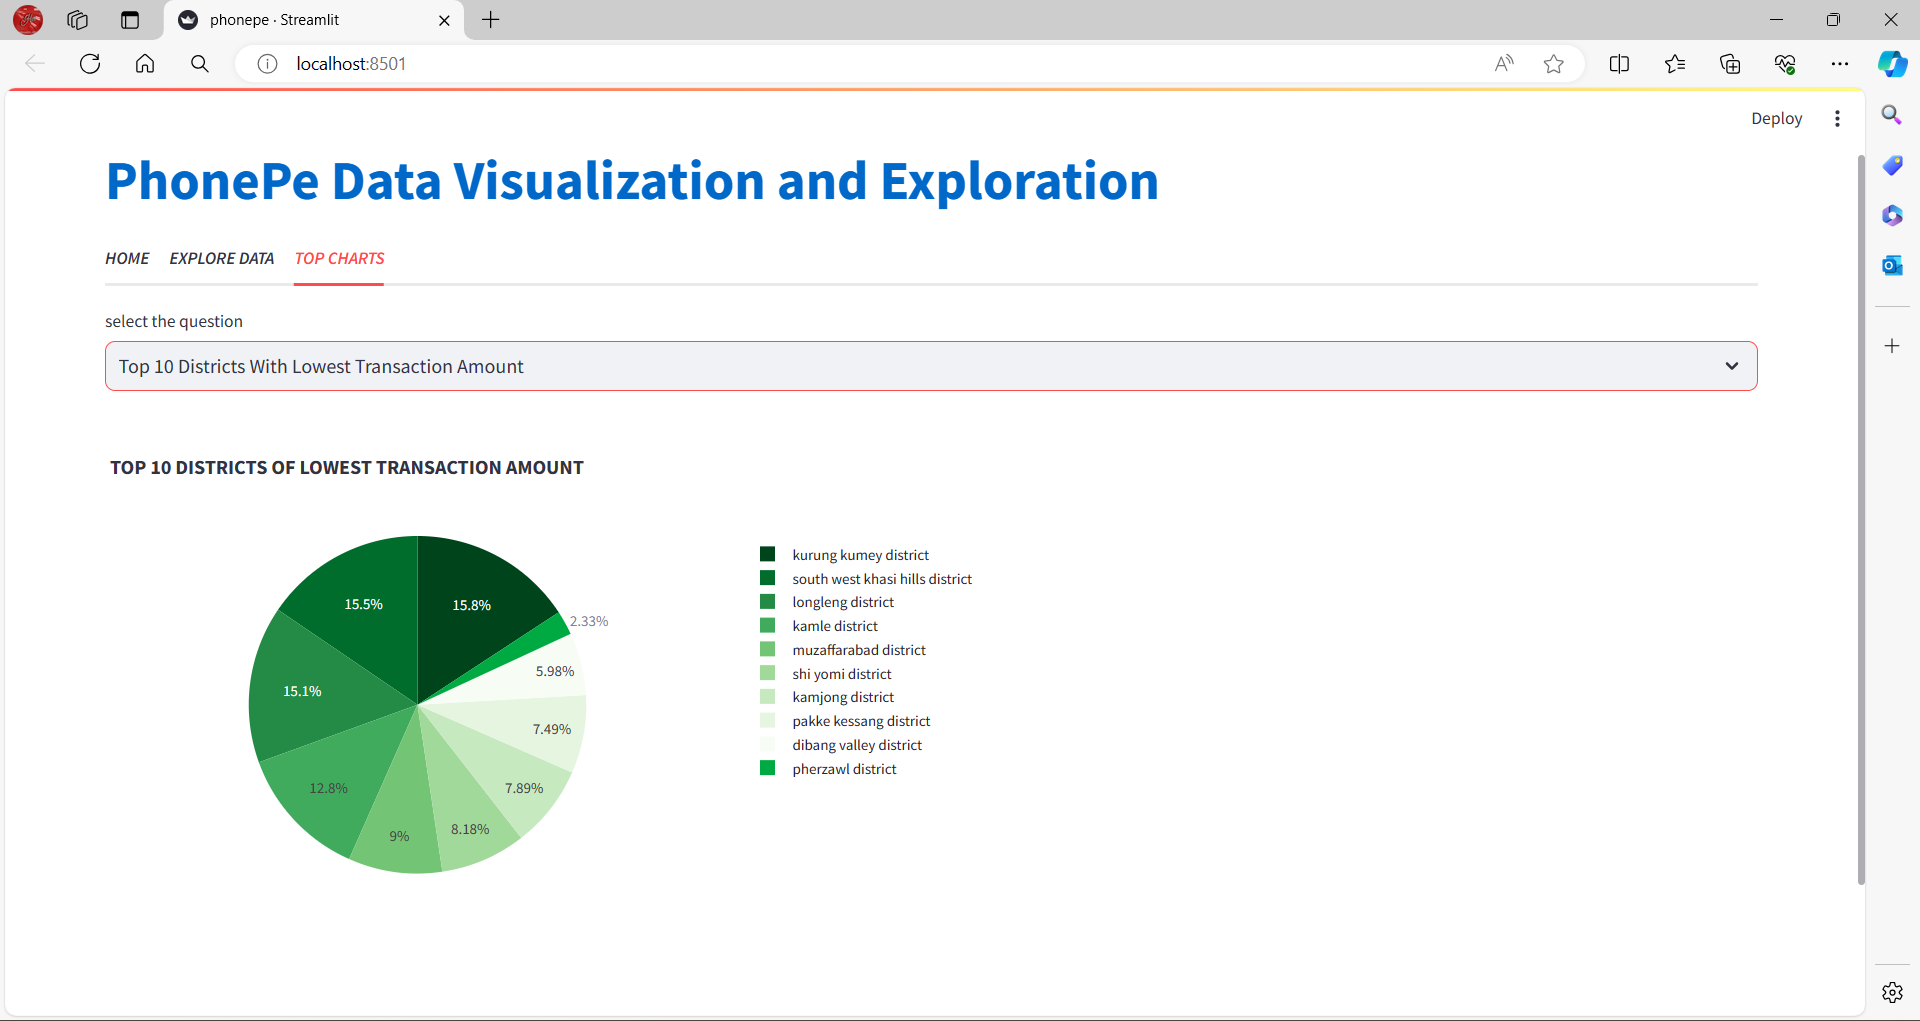 phonepe · Streamlit
localhost:8501
Deploy
PhonePe Data Visualization and Exploration
HOME EXPLORE DATA TOP CHARTS
select the question
Top 10 Districts With Lowest Transaction Amount
TOP 10 DISTRICTS OF LOWEST TRANSACTION AMOUNT
15.8%
15.5%
15.1%
12.8%
9%
8.18%
7.89%
7.49%
5.98%
2.33%
kurung kumey district
south west khasi hills district
longleng district
kamle district
muzaffarabad district
shi yomi district
kamjong district
pakke kessang district
dibang valley district
pherzawl district